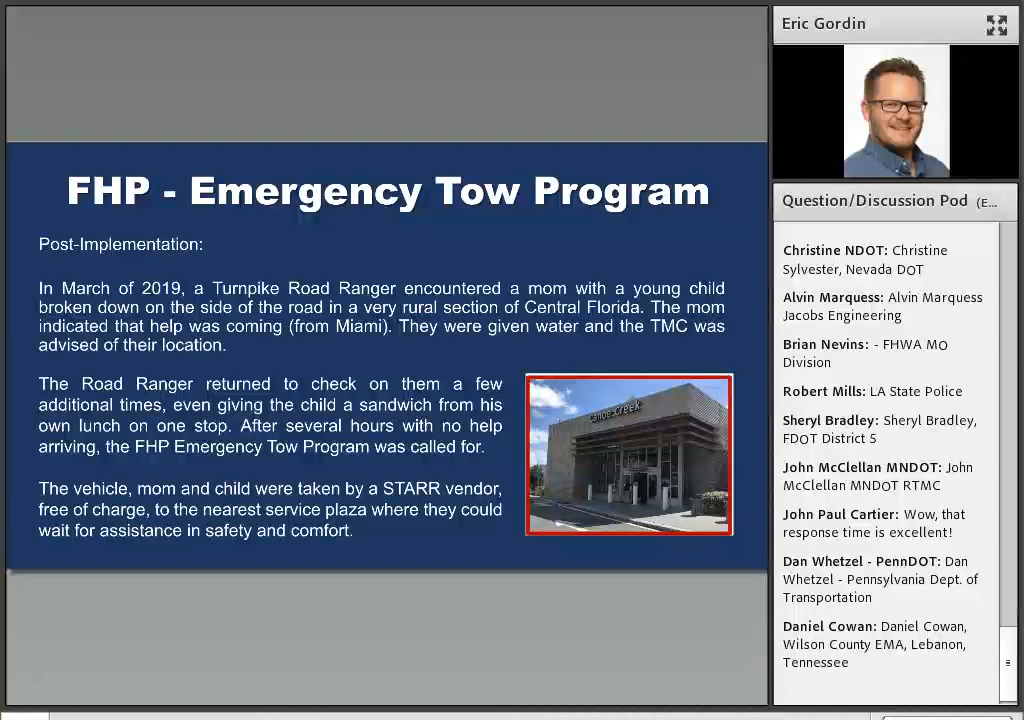 FHP - Emergency Tow Program
Post-Implementation:
In March of 2019, a Turnpike Road Ranger encountered a mom with a young child
broken down on the side of the road in a very rural section of Central Florida. The mom
indicated that help was coming (from Miami). They were given water and the TMC was
advised of their location.
The Road Ranger returned to check on them a few
additional times, even giving the child a sandwich from his
own lunch on one stop. After several hours with no help
arriving, the FHP Emergency Tow Program was called for.
The vehicle, mom and child were taken by a STARR vendor,
free of charge, to the nearest service plaza where they could
wait for assistance in safety and comfort.
Canoe Creek
Eric Gordin
Question/Discussion Pod (E...
Christine NDOT: Christine
Sylvester, Nevada DOT
Alvin Marquess: Alvin Marquess
Jacobs Engineering
Brian Nevins: - FHWA MO
Division
Robert Mills: LA State Police
Sheryl Bradley: Sheryl Bradley,
FDOT District 5
John McClellan MNDOT: John
McClellan MNDOT RTMC
John Paul Cartier: Wow, that
response time is excellent!
Dan Whetzel - PennDOT: Dan
Whetzel - Pennsylvania Dept. of
Transportation
Daniel Cowan: Daniel Cowan,
Wilson County EMA, Lebanon,
Tennessee